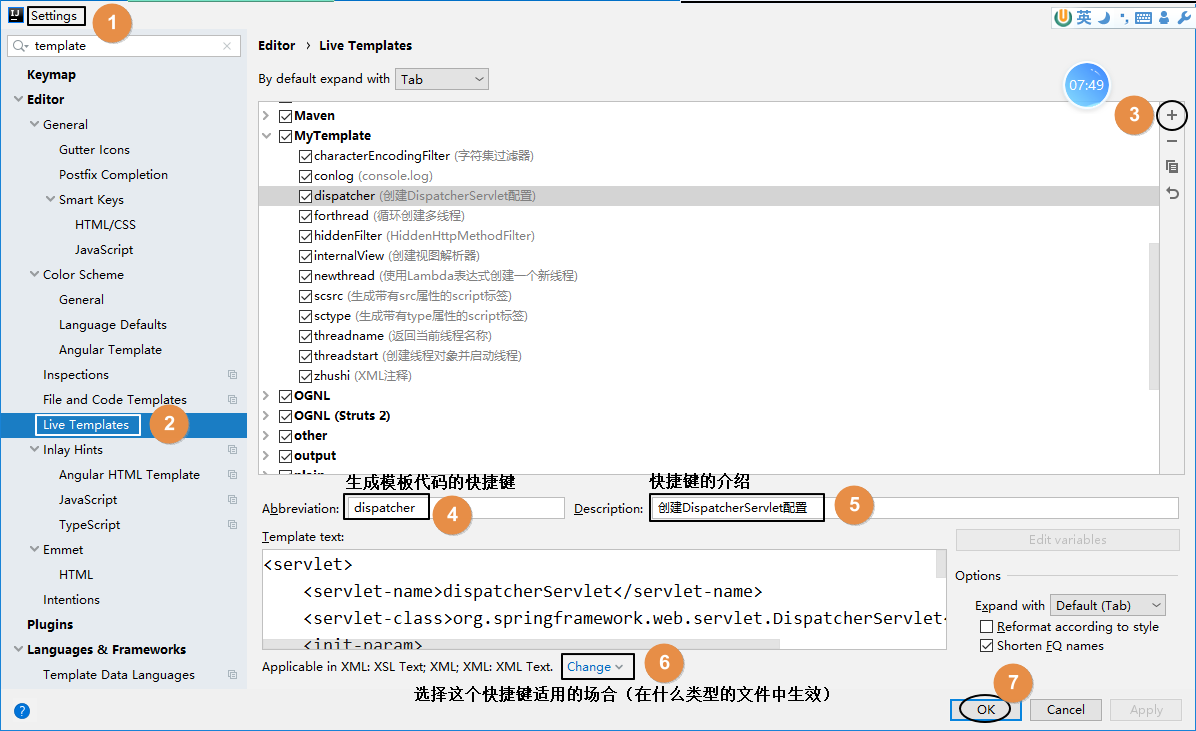 Settings
1
英
template
Keymap
Editor
General
Gutter Icons
Postfix Completion
Smart Keys
HTML/CSS
JavaScript
Color Scheme
General
Language Defaults
Angular Template
Inspections
File and Code Templates
Live Templates
2
Inlay Hints
Angular HTML Template
JavaScript
TypeScript
Emmet
HTML
Intentions
Plugins
Languages & Frameworks
Template Data Languages
Editor › Live Templates
By default expand with Tab
07:49
3
Maven
MyTemplate
characterEncodingFilter (字符集过滤器)
conlog (console.log)
dispatcher (创建DispatcherServlet配置)
forthread (循环创建多线程)
hiddenFilter (HiddenHttpMethodFilter)
internalView (创建视图解析器)
newthread (使用Lambda表达式创建一个新线程)
scsrc (生成带有src属性的script标签)
sctype (生成带有type属性的script标签)
threadname (返回当前线程名称)
threadstart (创建线程对象并启动线程)
zhushi (XML注释)
OGNL
OGNL (Struts 2)
other
output
plain
生成模板代码的快捷键
快捷键的介绍
Abbreviation: dispatcher
4
Description: 创建DispatcherServlet配置
5
Template text:
<servlet>
<servlet-name>dispatcherServlet</servlet-name>
<servlet-class>org.springframework.web.servlet.DispatcherServlet<
<init-param>
Edit variables
Options
Expand with Default (Tab)
Reformat according to style
Shorten FQ names
Applicable in XML: XSL Text; XML; XML: XML Text. Change
6
选择这个快捷键适用的场合（在什么类型的文件中生效）
7
?
OK
Cancel
Apply